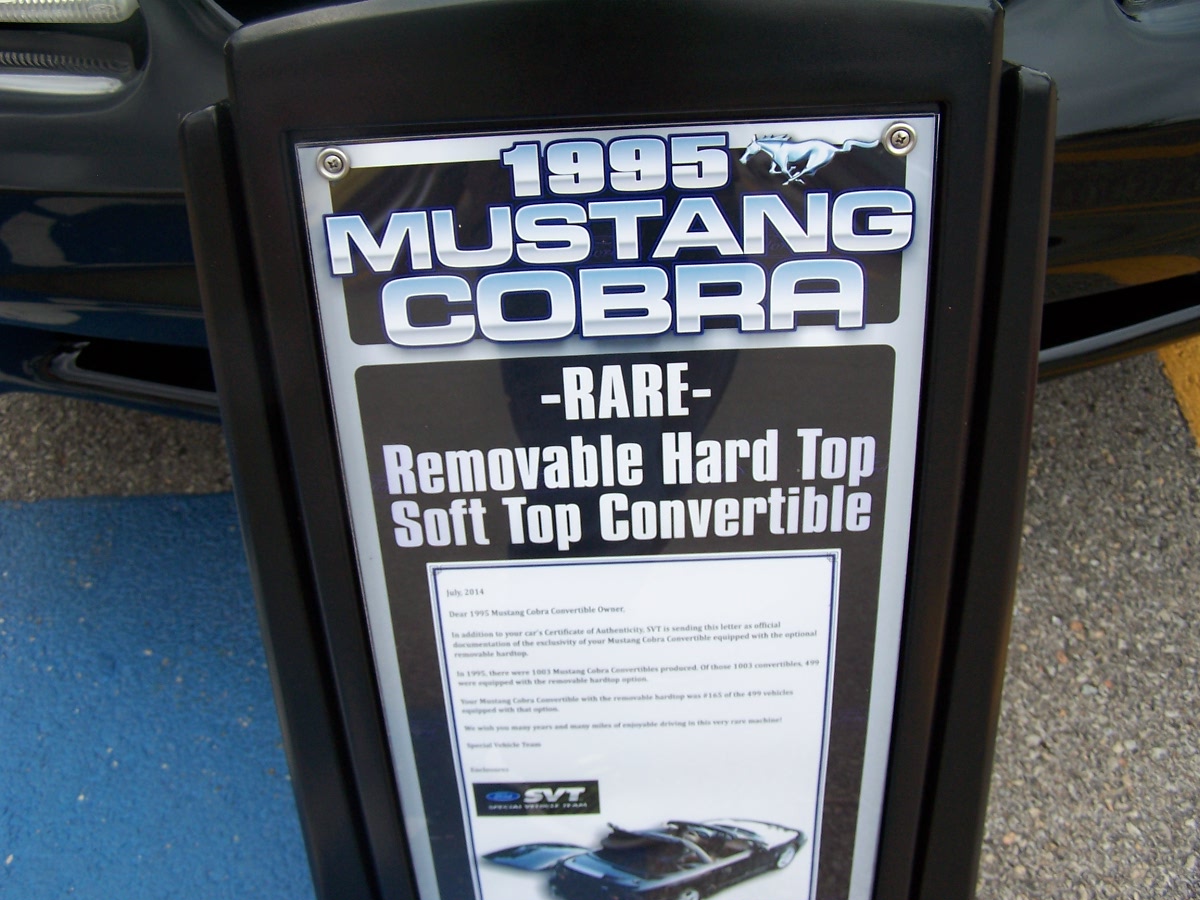 1995
MUSTANG
COBRA
-RARE-
Removable Hard Top
Soft Top Convertible
July, 2014
Dear 1995 Mustang Cobra Convertible Owner,
In addition to your car's Certificate of Authenticity, SVT is sending this letter as official
documentation of the exclusivity of your Mustang Cobra Convertible equipped with the optional
removable hardtop.
In 1995, there were 1003 Mustang Cobra Convertibles produced. Of those 1003 convertibles, 499
were equipped with the removable hardtop option.
Your Mustang Cobra Convertible with the removable hardtop was #165 of the 499 vehicles
equipped with that option.
We wish you many years and many miles of enjoyable driving in this very rare machine!
Special Vehicle Team
Enclosures
Ford SVT
SPECIAL VEHICLE TEAM